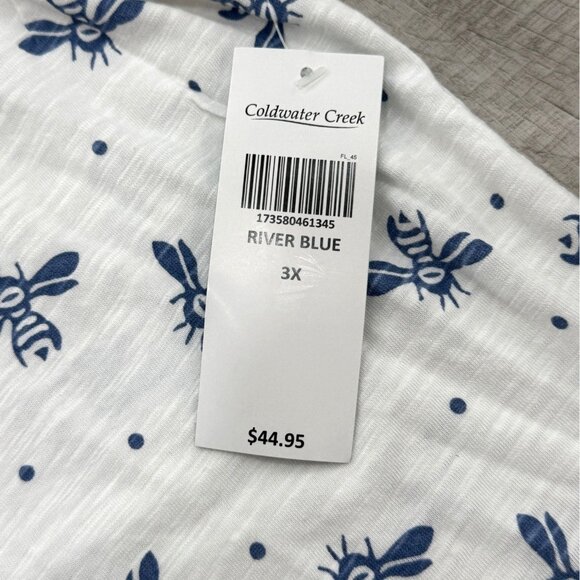 Coldwater Creek
FL_45
173580461345
RIVER BLUE
3X
$44.95